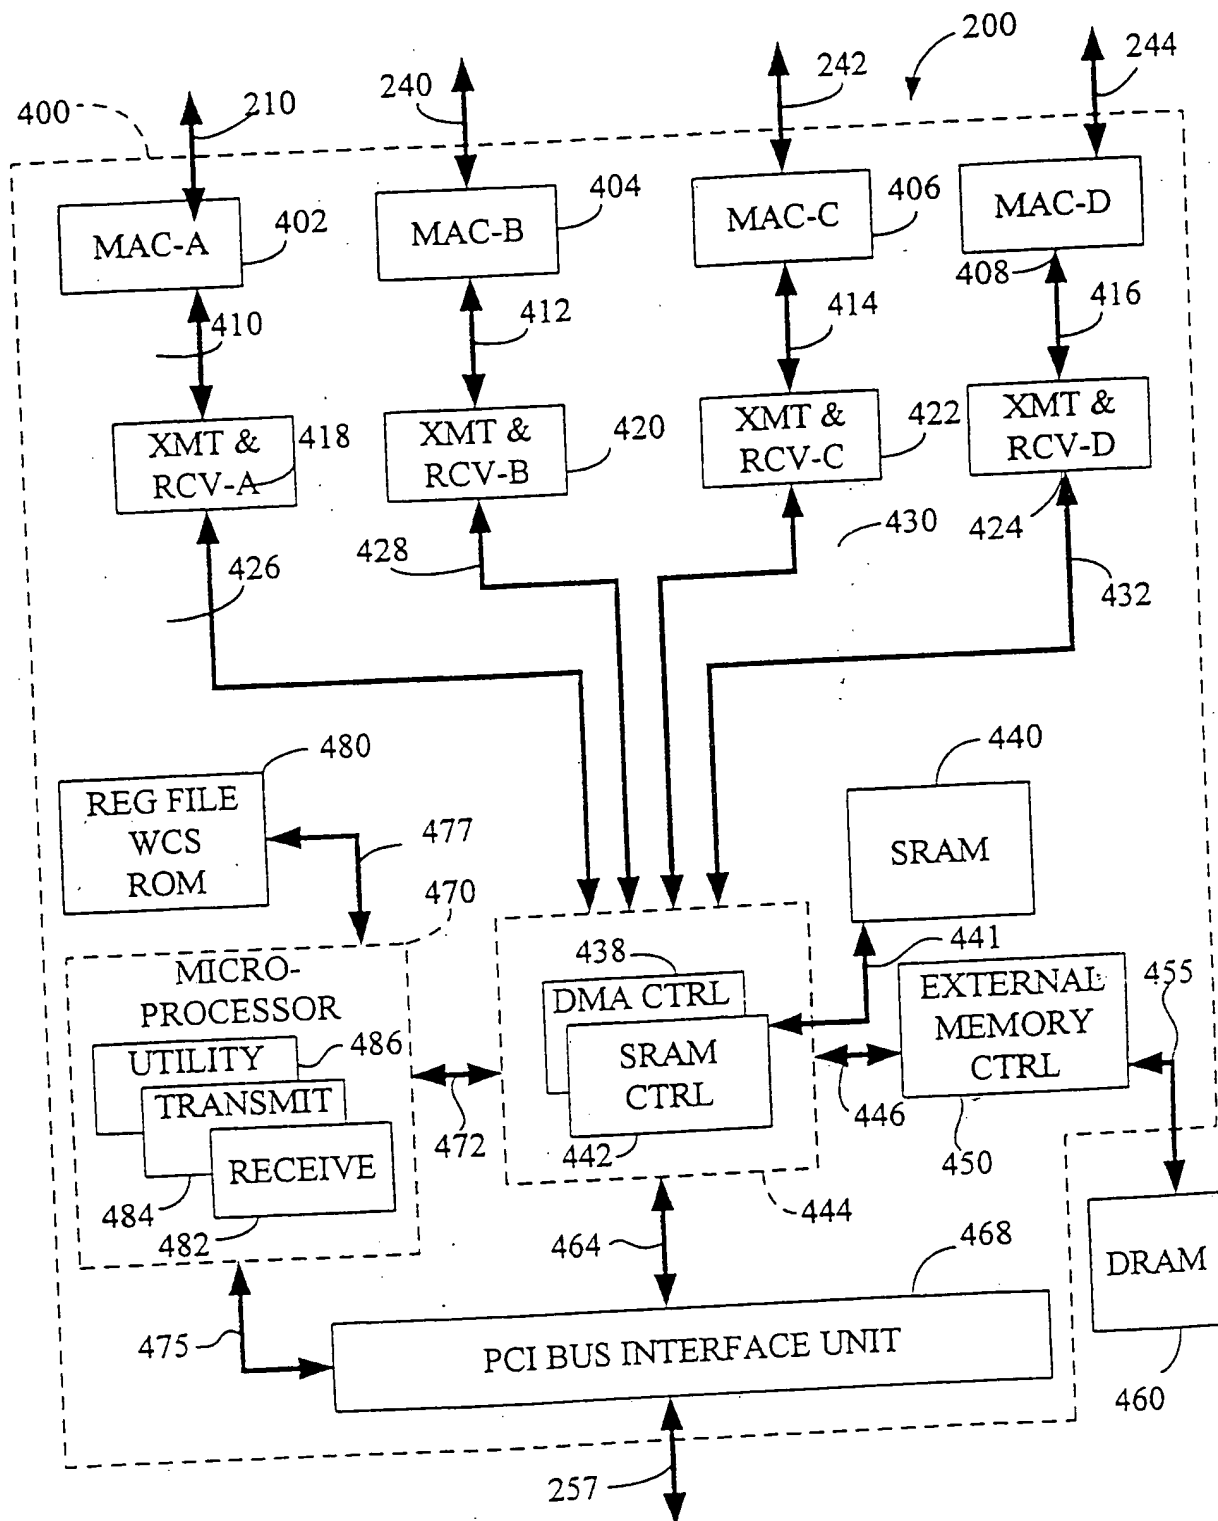 200
244
242
240
210
400
MAC-A
402
MAC-B
404
MAC-C
406
MAC-D
408
410
412
414
416
XMT &
RCV-A
418
XMT &
RCV-B
420
XMT &
RCV-C
422
XMT &
RCV-D
424
426
428
430
432
480
REG FILE
WCS
ROM
477
470
440
SRAM
441
438
DMA CTRL
SRAM
CTRL
442
444
EXTERNAL
MEMORY
CTRL
455
446
450
MICRO-
PROCESSOR
UTILITY
486
TRANSMIT
RECEIVE
484
482
472
464
468
DRAM
460
475
PCI BUS INTERFACE UNIT
257